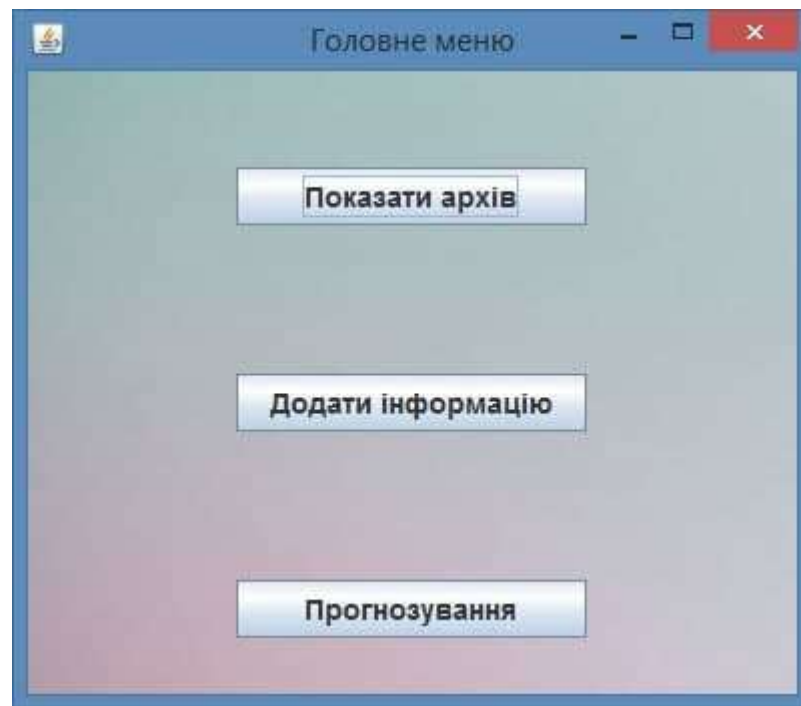 Головне меню
Показати архів
Додати інформацію
Прогнозування